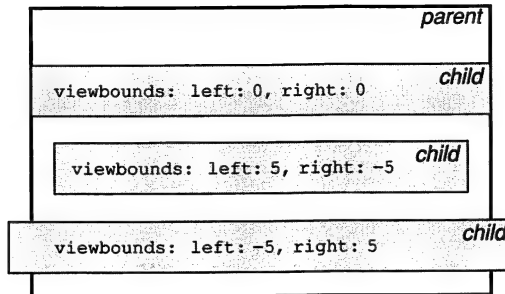 parent
child
viewbounds: left: 0, right: 0
child
viewbounds: left: 5, right: -5
child
viewbounds: left: -5, right: 5